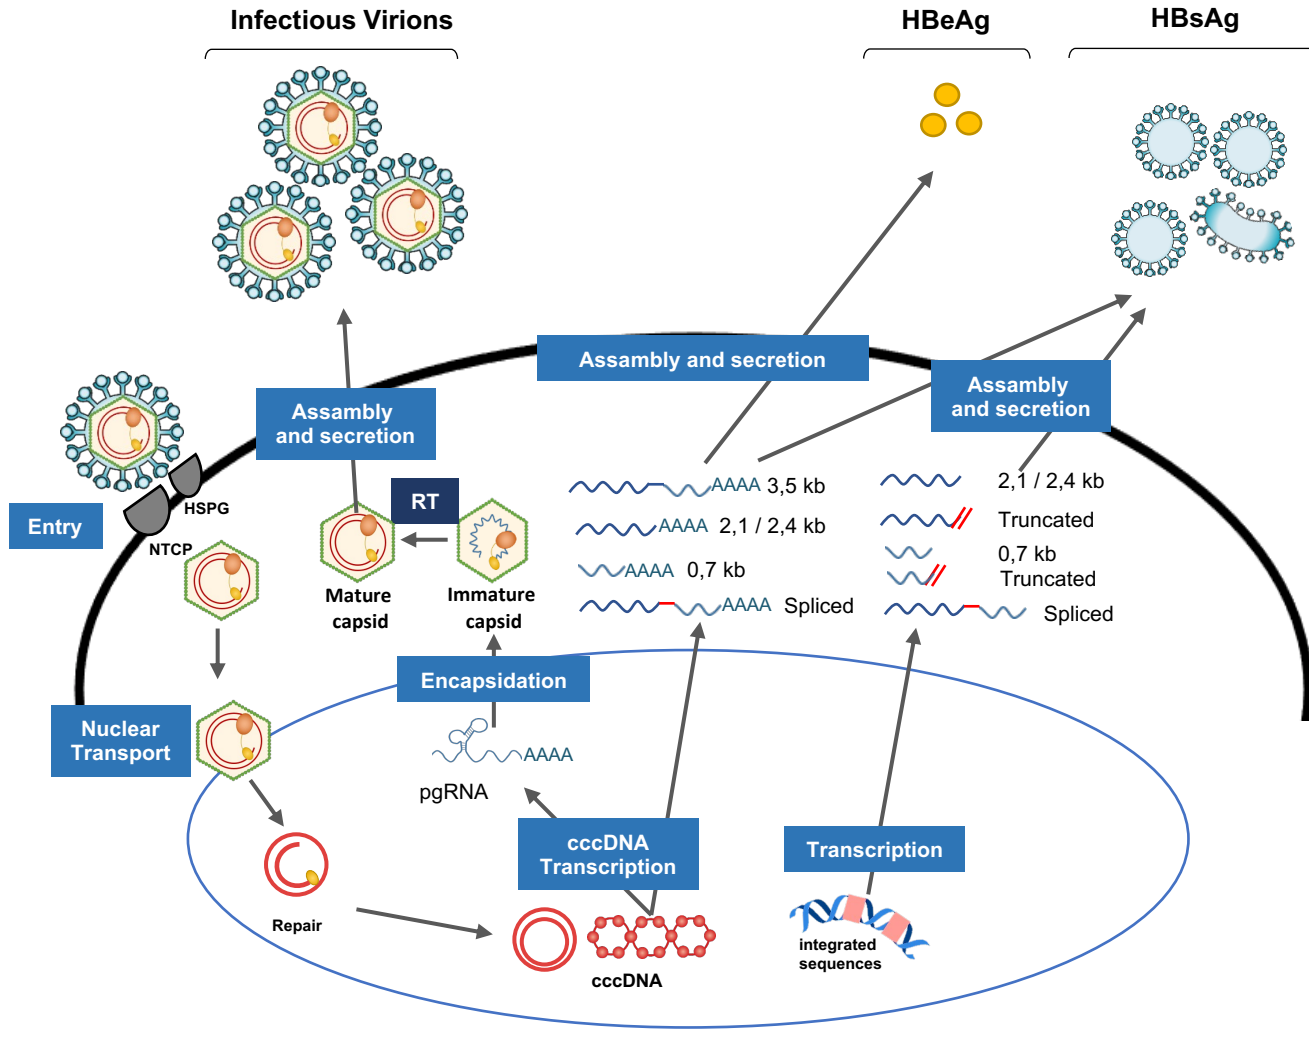 Infectious Virions
HBeAg
HBsAg
Assambly and secretion
Assambly
and secretion
Assambly
and secretion
Entry
HSPG
NTCP
RT
Mature
capsid
Immature
capsid
AAAA 3,5 kb
AAAA 2,1 / 2,4 kb
AAAA 0,7 kb
AAAA Spliced
2,1 / 2,4 kb
Truncated
0,7 kb
Truncated
Spliced
Encapsidation
Nuclear
Transport
AAAA
pgRNA
cccDNA
Transcription
Transcription
Repair
cccDNA
integrated
sequences